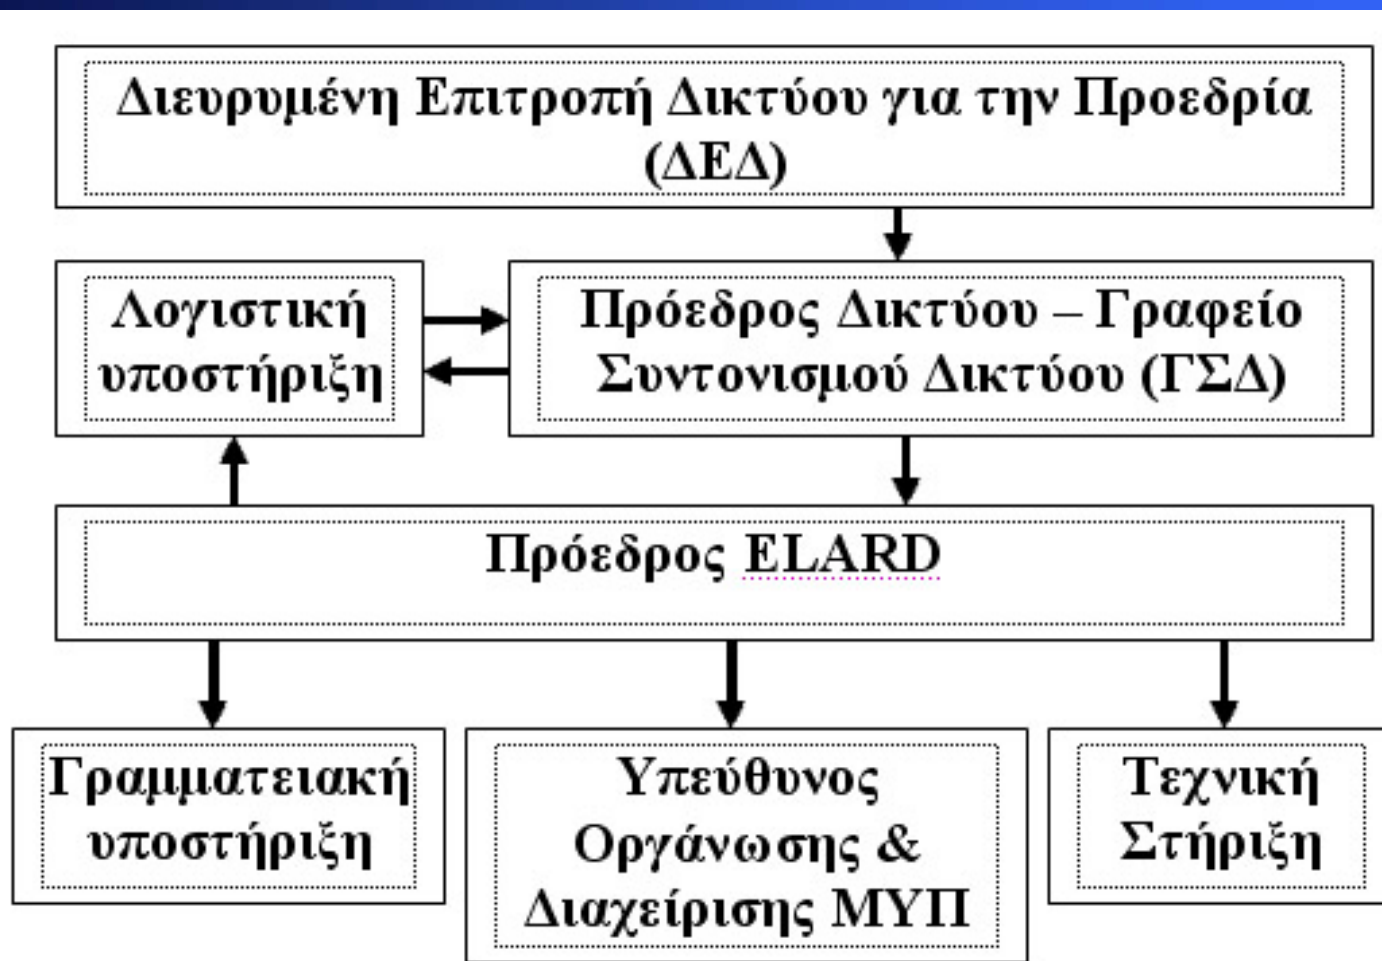 Διευρυμένη Επιτροπή Δικτύου για την Προεδρία
(ΔΕΔ)
Λογιστική
υποστήριξη
Πρόεδρος Δικτύου – Γραφείο
Συντονισμού Δικτύου (ΓΣΔ)
Πρόεδρος ELARD
Γραμματειακή
υποστήριξη
Υπεύθυνος
Οργάνωσης &
Διαχείρισης ΜΥΠ
Τεχνική
Στήριξη